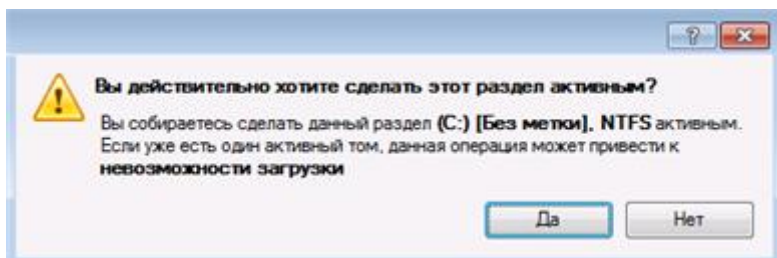 Вы действительно хотите сделать этот раздел активным?
Вы собираетесь сделать данный раздел (C:) [Без метки], NTFS активным.
Если уже есть один активный том, данная операция может привести к
невозможности загрузки
Да Нет